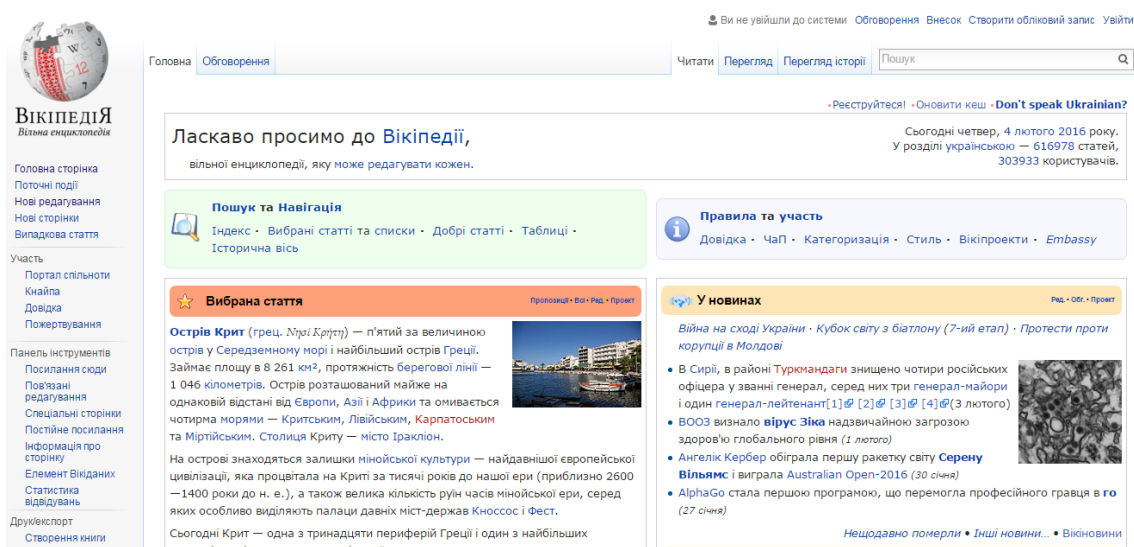 Ви не увійшли до системи Обговорення Внесок Створити обліковий запис Увійти
Головна Обговорення Читати Перегляд Перегляд історії Пошук
ВікіпедіЯ
Вільна енциклопедія
Головна сторінка
Поточні події
Нові редагування
Нові сторінки
Випадкова стаття
Участь
Портал спільноти
Кнайпа
Довідка
Пожертвування
Панель інструментів
Посилання сюди
Пов'язані
редагування
Спеціальні сторінки
Постійне посилання
Інформація про
сторінку
Елемент Вікіданих
Статистика
відвідувань
Друк/експорт
Створення книги
•Реєструйтеся! •Оновити кеш •Don't speak Ukrainian?
Ласкаво просимо до Вікіпедії,
вільної енциклопедії, яку може редагувати кожен.
Сьогодні четвер, 4 лютого 2016 року.
У розділі українською — 616978 статей,
303933 користувачів.
Пошук та Навігація
Індекс · Вибрані статті та списки · Добрі статті · Таблиці ·
Історична вісь
Правила та участь
Довідка · ЧаП · Категоризація · Стиль · Вікіпроекти · Embassy
Вибрана стаття
Пропозиції • Всі • Ред. • Проект
Острів Крит (грец. Νησί Κρήτη) — п'ятий за величиною
острів у Середземному морі і найбільший острів Греції.
Займає площу в 8 261 км², протяжність берегової лінії —
1 046 кілометрів. Острів розташований майже на
однаковій відстані від Європи, Азії і Африки та омивається
чотирма морями — Критським, Лівійським, Карпатоським
та Міртійським. Столиця Криту — місто Іракліон.
На острові знаходяться залишки мінойської культури — найдавнішої європейської
цивілізації, яка процвітала на Криті за тисячі років до нашої ери (приблизно 2600
—1400 роки до н. е.), а також велика кількість руїн часів мінойської ери, серед
яких особливо виділяють палаци давніх міст-держав Кноссос і Фест.
Сьогодні Крит — одна з тринадцяти периферій Греції і один з найбільших
У новинах
Ред. • Обг. • Проект
Війна на сході України · Кубок світу з біатлону (7-ий етап) · Протести проти
корупції в Молдові
• В Сирії, в районі Туркмандаги знищено чотири російських
офіцера у званні генерал, серед них три генерал-майори
і один генерал-лейтенант[1] [2] [3] [4](3 лютого)
• ВООЗ визнало вірус Зіка надзвичайною загрозою
здоров'ю глобального рівня (1 лютого)
• Ангелік Кербер обіграла першу ракетку світу Серену
Вільямс і виграла Australian Open-2016 (30 січня)
• AlphaGo стала першою програмою, що перемогла професійного гравця в го
(27 січня)
Нещодавно померли • Інші новини... • Вікіновини